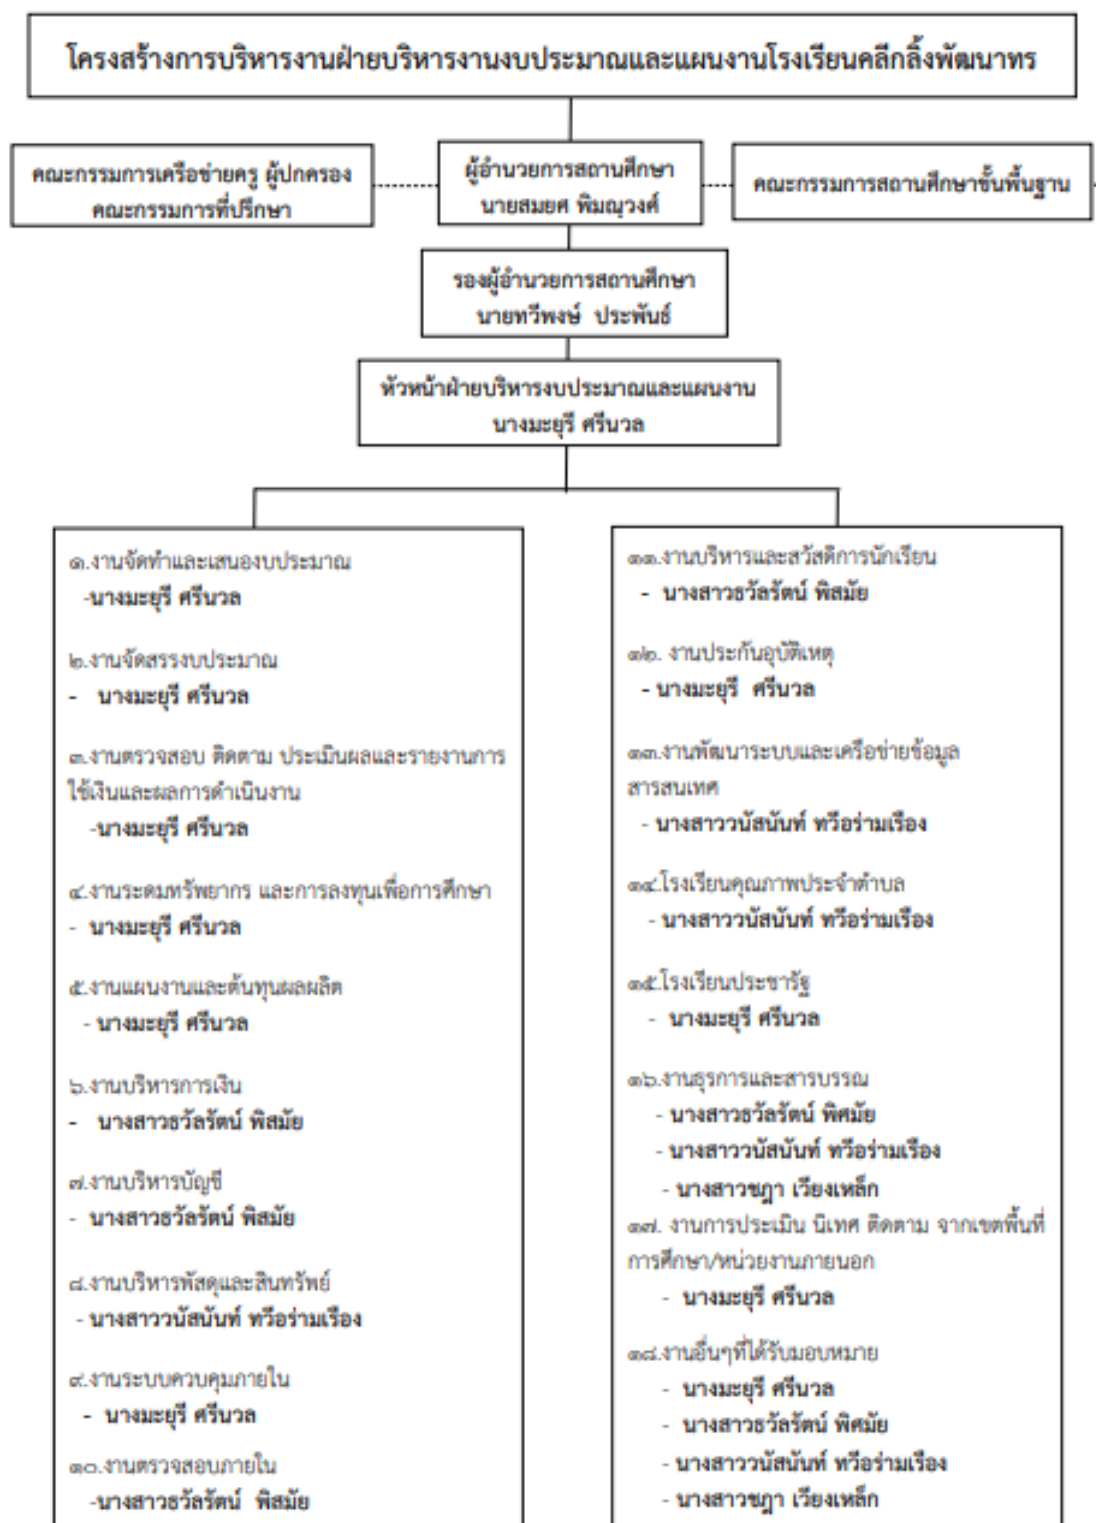 โครงสร้างการบริหารงานฝ่ายบริหารงานงบประมาณและแผนงานโรงเรียนคลีกลิ้งพัฒนาทร
คณะกรรมการเครือข่ายครู ผู้ปกครอง
คณะกรรมการที่ปรึกษา
ผู้อำนวยการสถานศึกษา
นายสมยศ พิมณุวงศ์
คณะกรรมการสถานศึกษาขั้นพื้นฐาน
รองผู้อำนวยการสถานศึกษา
นายทวีพงษ์ ประพันธ์
หัวหน้าฝ่ายบริหารงบประมาณและแผนงาน
นางมะยุรี ศรีนวล
๑.งานจัดทำและเสนองบประมาณ
-นางมะยุรี ศรีนวล
๒.งานจัดสรรงบประมาณ
- นางมะยุรี ศรีนวล
๓.งานตรวจสอบ ติดตาม ประเมินผลและรายงานการ
ใช้เงินและผลการดำเนินงาน
-นางมะยุรี ศรีนวล
๔.งานระดมทรัพยากร และการลงทุนเพื่อการศึกษา
- นางมะยุรี ศรีนวล
๕.งานแผนงานและต้นทุนผลผลิต
- นางมะยุรี ศรีนวล
๖.งานบริหารการเงิน
- นางสาวธวัลรัตน์ พิสมัย
๗.งานบริหารบัญชี
- นางสาวธวัลรัตน์ พิสมัย
๘.งานบริหารพัสดุและสินทรัพย์
- นางสาววนัสนันท์ ทวีอร่ามเรือง
๙.งานระบบควบคุมภายใน
- นางมะยุรี ศรีนวล
๑๐.งานตรวจสอบภายใน
-นางสาวธวัลรัตน์ พิสมัย
๑๑.งานบริหารและสวัสดิการนักเรียน
- นางสาวธวัลรัตน์ พิสมัย
๑๒. งานประกันอุบัติเหตุ
- นางมะยุรี ศรีนวล
๑๓.งานพัฒนาระบบและเครือข่ายข้อมูล
สารสนเทศ
- นางสาววนัสนันท์ ทวีอร่ามเรือง
๑๔.โรงเรียนคุณภาพประจำตำบล
- นางสาววนัสนันท์ ทวีอร่ามเรือง
๑๕.โรงเรียนประชารัฐ
- นางมะยุรี ศรีนวล
๑๖.งานธุรการและสารบรรณ
- นางสาวธวัลรัตน์ พิศมัย
- นางสาววนัสนันท์ ทวีอร่ามเรือง
- นางสาวชฎา เวียงเหล็ก
๑๗. งานการประเมิน นิเทศ ติดตาม จากเขตพื้นที่
การศึกษา/หน่วยงานภายนอก
- นางมะยุรี ศรีนวล
๑๘.งานอื่นๆที่ได้รับมอบหมาย
- นางมะยุรี ศรีนวล
- นางสาวธวัลรัตน์ พิศมัย
- นางสาววนัสนันท์ ทวีอร่ามเรือง
- นางสาวชฎา เวียงเหล็ก